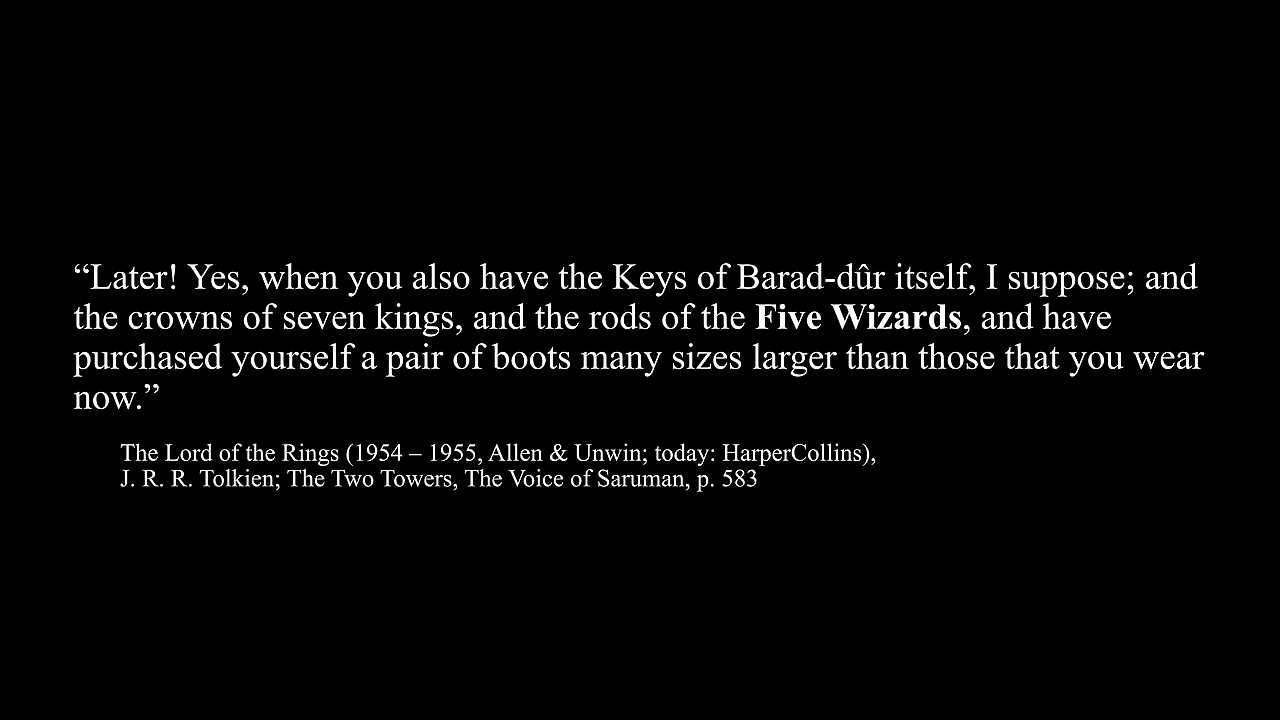 “Later! Yes, when you also have the Keys of Barad-dûr itself, I suppose; and
the crowns of seven kings, and the rods of the Five Wizards, and have
purchased yourself a pair of boots many sizes larger than those that you wear
now.”
The Lord of the Rings (1954 – 1955, Allen & Unwin; today: HarperCollins),
J. R. R. Tolkien; The Two Towers, The Voice of Saruman, p. 583